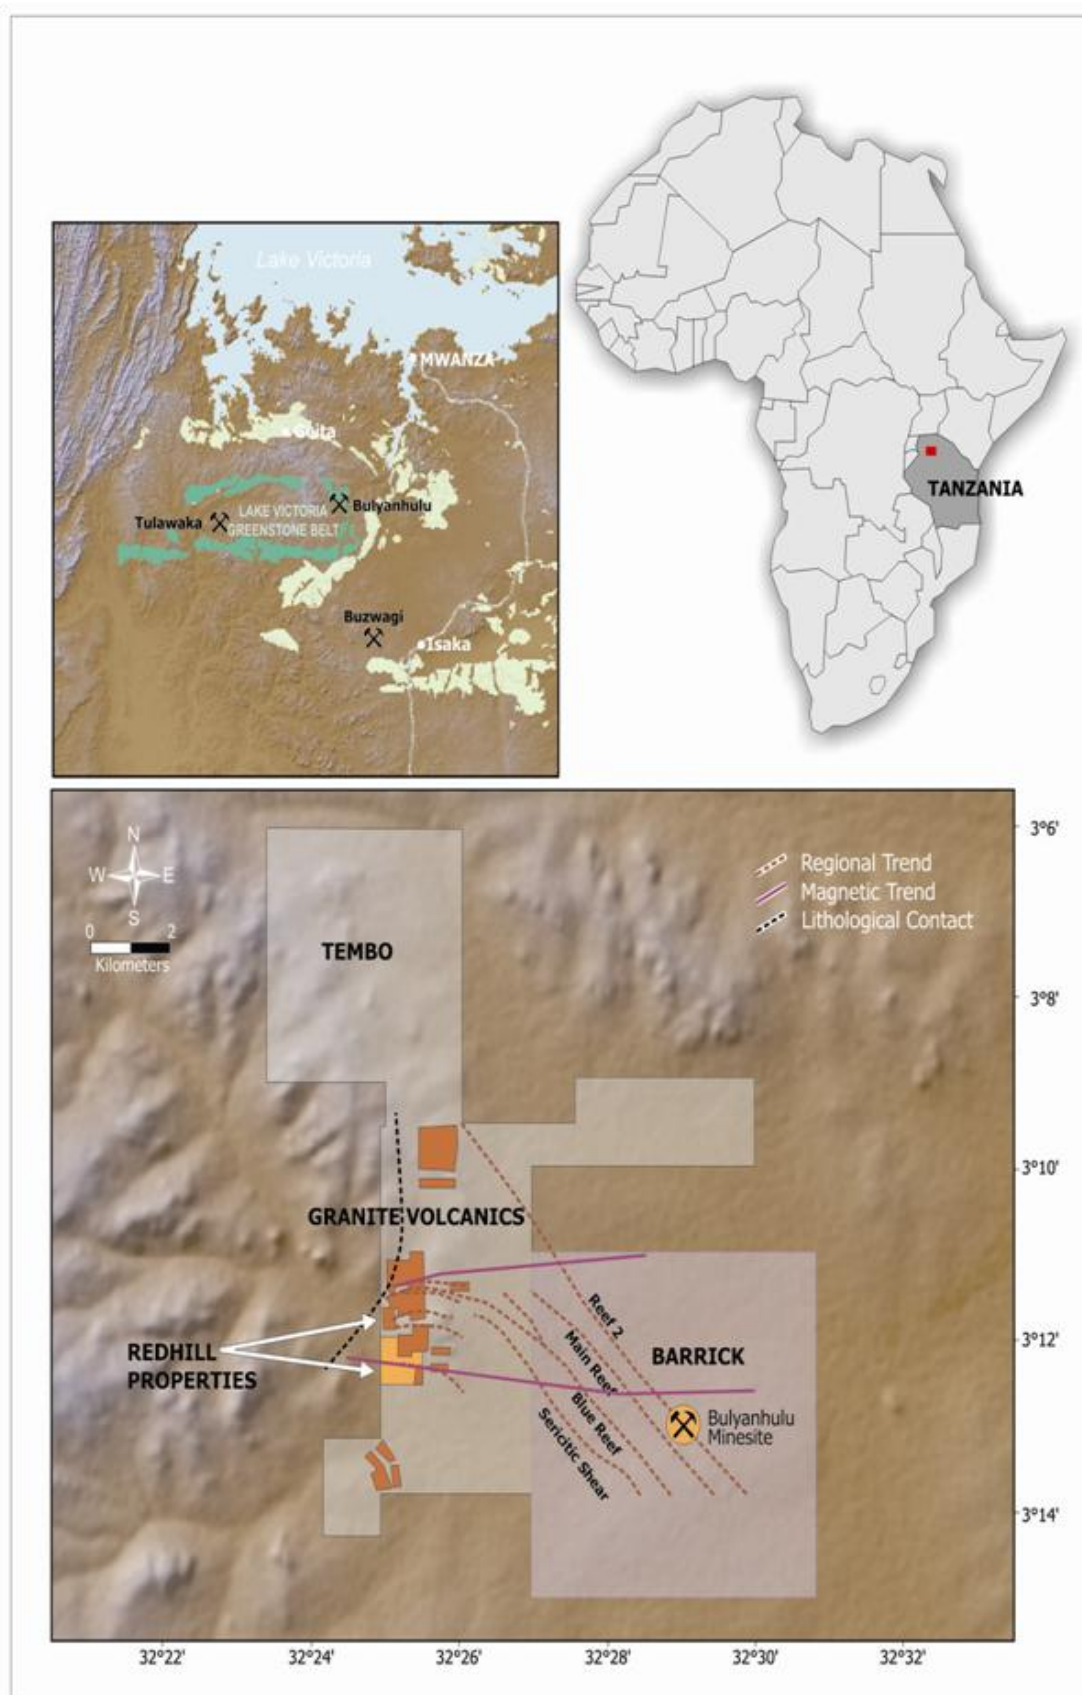 Lake Victoria
MWANZA
Geita
LAKE VICTORIA
GREENSTONE BELT
Bulyanhulu
Tulawaka
Buzwagi
Isaka
TANZANIA
N
W E
S
0 2
Kilometers
TEMBO
Regional Trend
Magnetic Trend
Lithological Contact
3°6'
3°8'
3°10'
3°12'
3°14'
GRANITE VOLCANICS
REDHILL
PROPERTIES
Reef 2
Main Reef
Blue Reef
Sericitic Shear
BARRICK
Bulyanhulu
Minesite
32°22'
32°24'
32°26'
32°28'
32°30'
32°32'